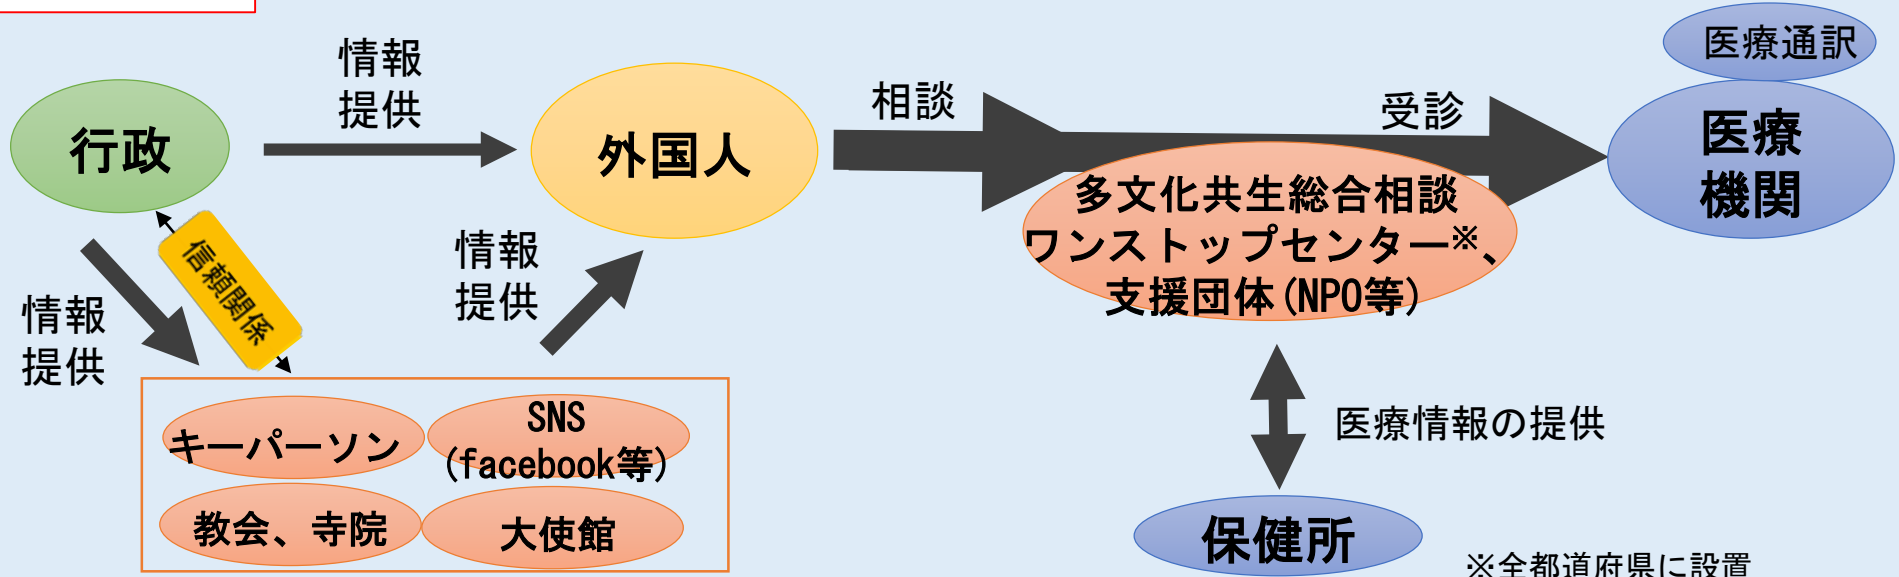 医療通訳
情報
提供
相談
受診
行政
外国人
医療
機関
多文化共生総合相談
ワンストップセンター※、
支援団体(NPO等)
信頼関係
情報
提供
情報
提供
キーパーソン
SNS
(facebook等)
教会、寺院
大使館
医療情報の提供
保健所
※全都道府県に設置